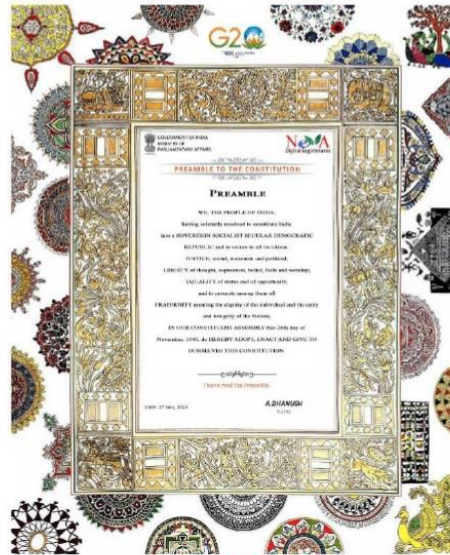 G20
GOVERNMENT OF INDIA
MINISTRY OF
PARLIAMENTARY AFFAIRS
NeVA
Digital Legislatures
PREAMBLE TO THE CONSTITUTION
PREAMBLE
WE, THE PEOPLE OF INDIA,
having solemnly resolved to constitute India
into a SOVEREIGN SOCIALIST SECULAR DEMOCRATIC
REPUBLIC and to secure to all its citizens
JUSTICE, social, economic and political;
LIBERTY of thought, expression, belief, faith and worship;
EQUALITY of status and of opportunity;
and to promote among them all
FRATERNITY assuring the dignity of the individual and the unity
and integrity of the Nation;
IN OUR CONSTITUENT ASSEMBLY this 26th day of
November, 1949, do HEREBY ADOPT, ENACT AND GIVE TO
OURSELVES THIS CONSTITUTION
I have read the Preamble.
A.DHANUSH